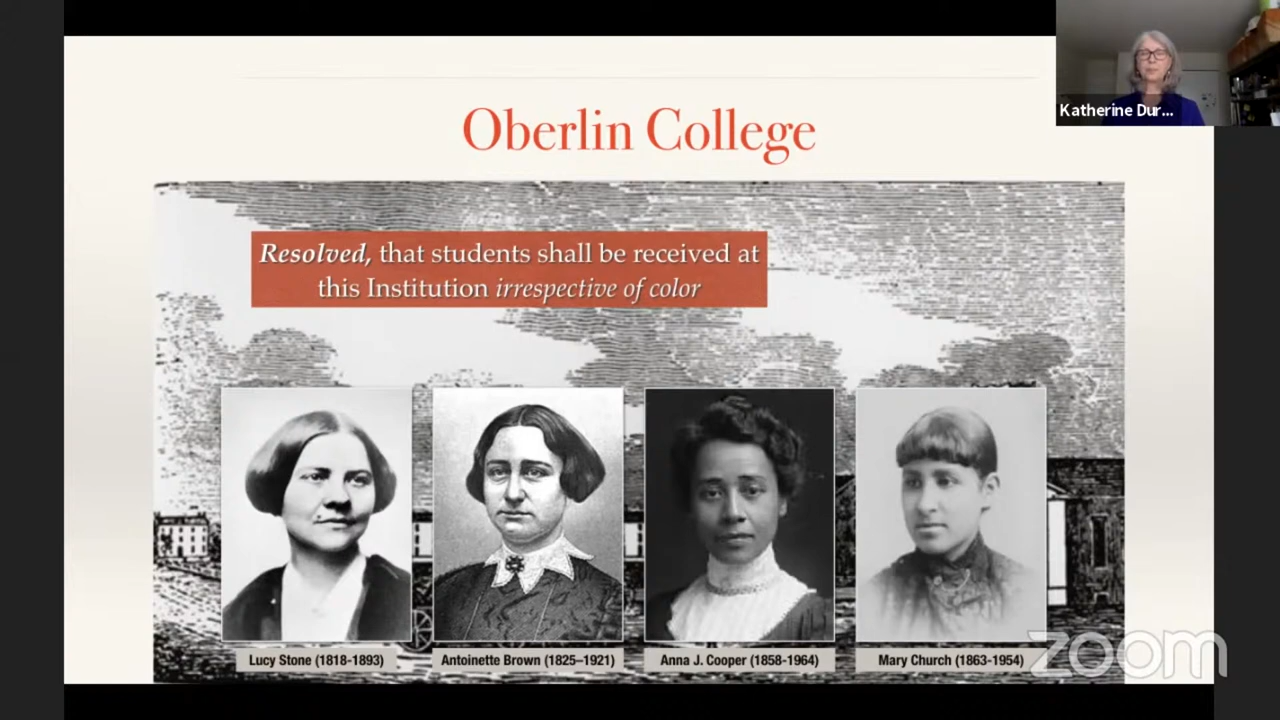 Katherine Dur...
Oberlin College
Resolved, that students shall be received at
this Institution irrespective of color
Lucy Stone (1818-1893)
Antoinette Brown (1825–1921)
Anna J. Cooper (1858-1964)
Mary Church (1863-1954)
zoom